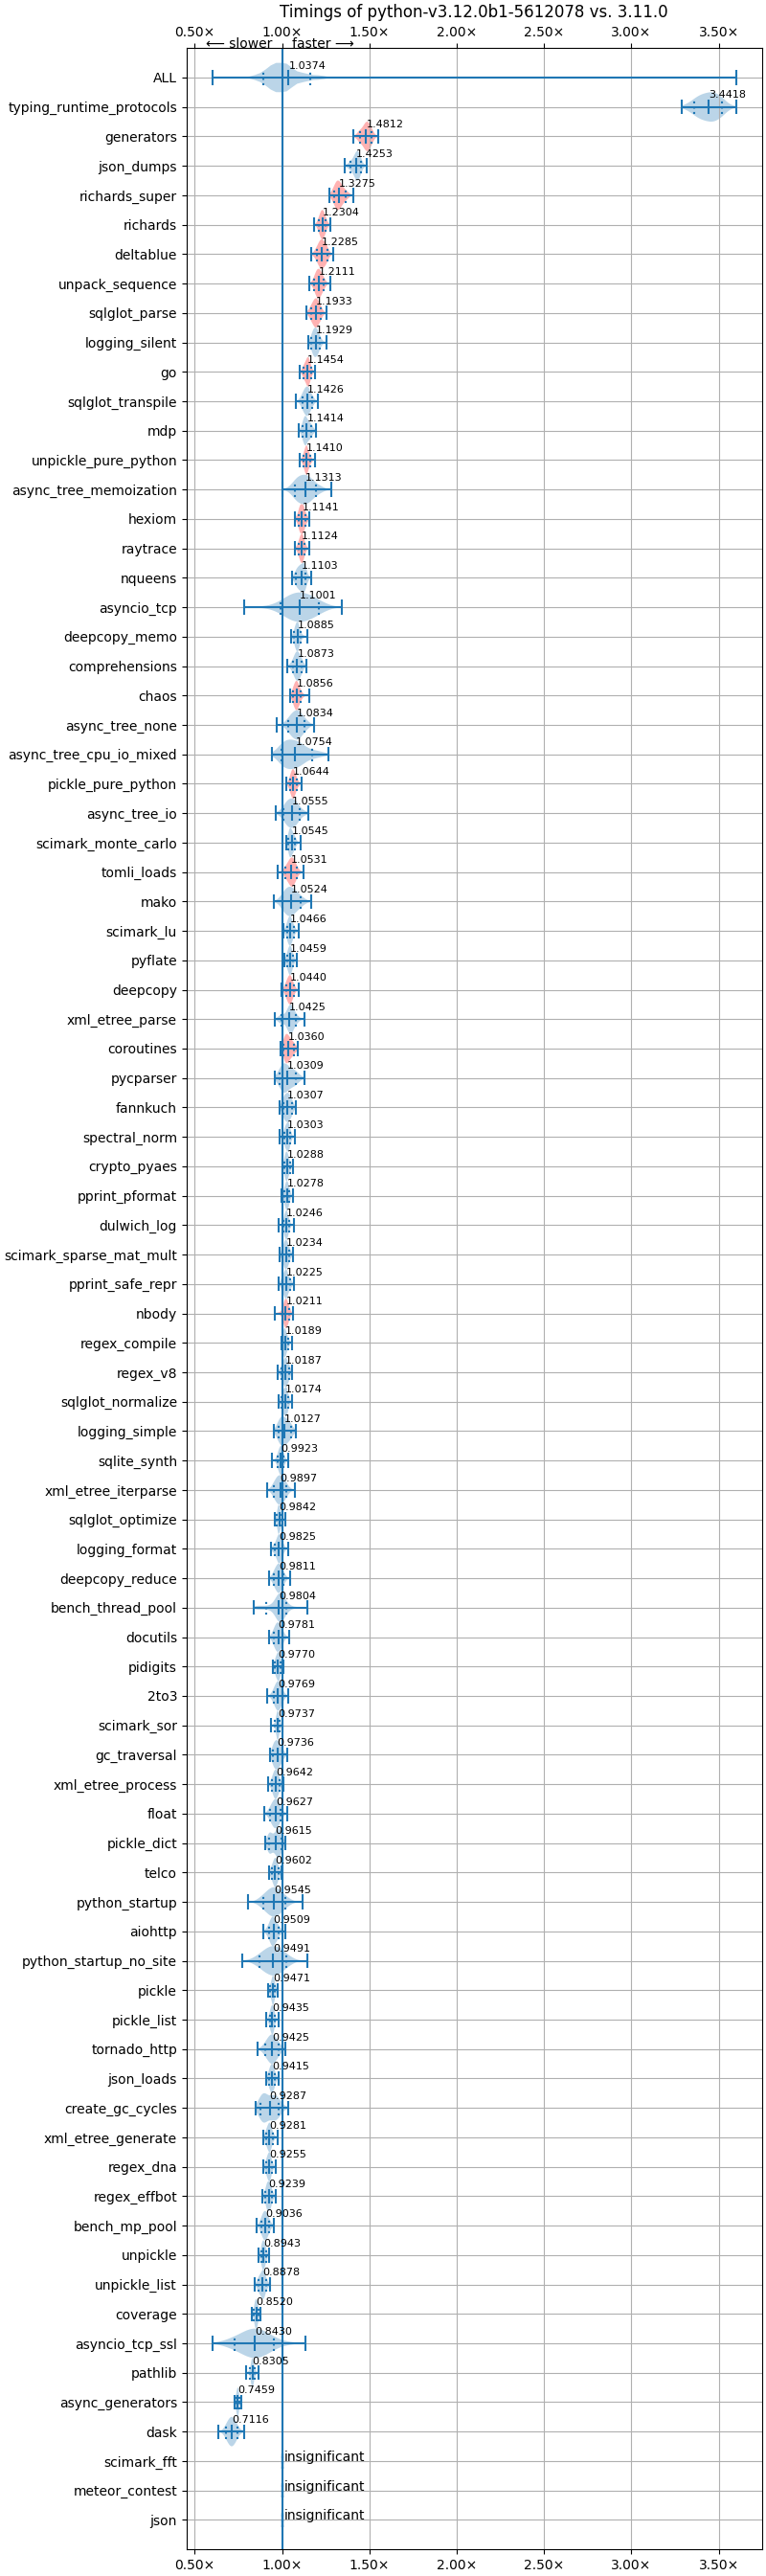 Timings of python-v3.12.0b1-5612078 vs. 3.11.0
0.50× 1.00× 1.50× 2.00× 2.50× 3.00× 3.50×
⟵ slower faster ⟶
ALL 1.0374
typing_runtime_protocols 3.4418
generators 1.4812
json_dumps 1.4253
richards_super 1.3275
richards 1.2304
deltablue 1.2285
unpack_sequence 1.2111
sqlglot_parse 1.1933
logging_silent 1.1929
go 1.1454
sqlglot_transpile 1.1426
mdp 1.1414
unpickle_pure_python 1.1410
async_tree_memoization 1.1313
hexiom 1.1141
raytrace 1.1124
nqueens 1.1103
asyncio_tcp 1.1001
deepcopy_memo 1.0885
comprehensions 1.0873
chaos 1.0856
async_tree_none 1.0834
async_tree_cpu_io_mixed 1.0754
pickle_pure_python 1.0644
async_tree_io 1.0555
scimark_monte_carlo 1.0545
tomli_loads 1.0531
mako 1.0524
scimark_lu 1.0466
pyflate 1.0459
deepcopy 1.0440
xml_etree_parse 1.0425
coroutines 1.0360
pycparser 1.0309
fannkuch 1.0307
spectral_norm 1.0303
crypto_pyaes 1.0288
pprint_pformat 1.0278
dulwich_log 1.0246
scimark_sparse_mat_mult 1.0234
pprint_safe_repr 1.0225
nbody 1.0211
regex_compile 1.0189
regex_v8 1.0187
sqlglot_normalize 1.0174
logging_simple 1.0127
sqlite_synth 0.9923
xml_etree_iterparse 0.9897
sqlglot_optimize 0.9842
logging_format 0.9825
deepcopy_reduce 0.9811
bench_thread_pool 0.9804
docutils 0.9781
pidigits 0.9770
2to3 0.9769
scimark_sor 0.9737
gc_traversal 0.9736
xml_etree_process 0.9642
float 0.9627
pickle_dict 0.9615
telco 0.9602
python_startup 0.9545
aiohttp 0.9509
python_startup_no_site 0.9491
pickle 0.9471
pickle_list 0.9435
tornado_http 0.9425
json_loads 0.9415
create_gc_cycles 0.9287
xml_etree_generate 0.9281
regex_dna 0.9255
regex_effbot 0.9239
bench_mp_pool 0.9036
unpickle 0.8943
unpickle_list 0.8878
coverage 0.8520
asyncio_tcp_ssl 0.8430
pathlib 0.8305
async_generators 0.7459
dask 0.7116
scimark_fft insignificant
meteor_contest insignificant
json insignificant
0.50× 1.00× 1.50× 2.00× 2.50× 3.00× 3.50×